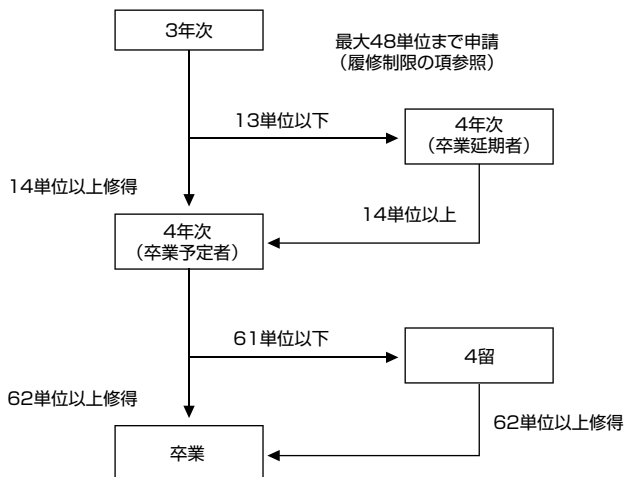 3年次
最大48単位まで申請
（履修制限の項参照）
13単位以下
4年次
（卒業延期者）
14単位以上修得
14単位以上
4年次
（卒業予定者）
61単位以下
4留
62単位以上修得
62単位以上修得
卒業